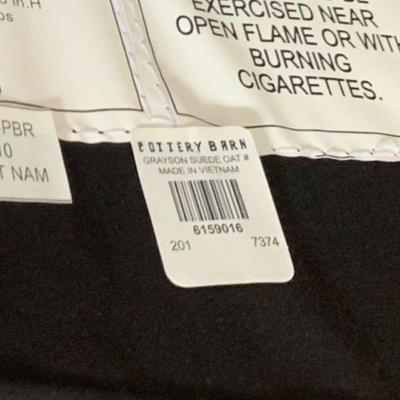 EXERCISED NEAR
OPEN FLAME OR WITH
BURNING
CIGARETTES.
PBR
T NAM
POTTERY BARN
GRAYSON SUEDE OAT #
MADE IN VIETNAM
6159016
201 7374